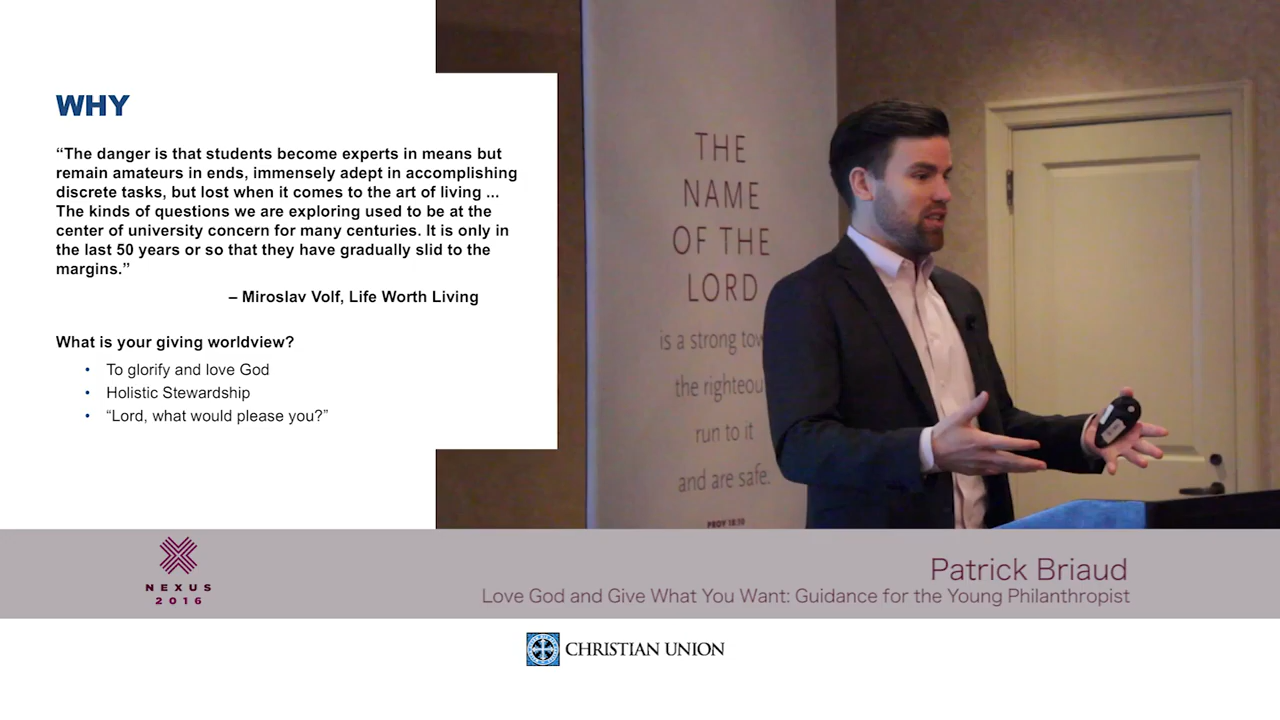 WHY
“The danger is that students become experts in means but
remain amateurs in ends, immensely adept in accomplishing
discrete tasks, but lost when it comes to the art of living ...
The kinds of questions we are exploring used to be at the
center of university concern for many centuries. It is only in
the last 50 years or so that they have gradually slid to the
margins.”
– Miroslav Volf, Life Worth Living
What is your giving worldview?
• To glorify and love God
• Holistic Stewardship
• “Lord, what would please you?”
THE
NAME
OF THE
LORD
is a strong
the
run to it
and are safe.
PROV 18:10
NEXUS
2016
Patrick Briaud
Love God and Give What You Want: Guidance for the Young Philanthropist
CHRISTIAN UNION